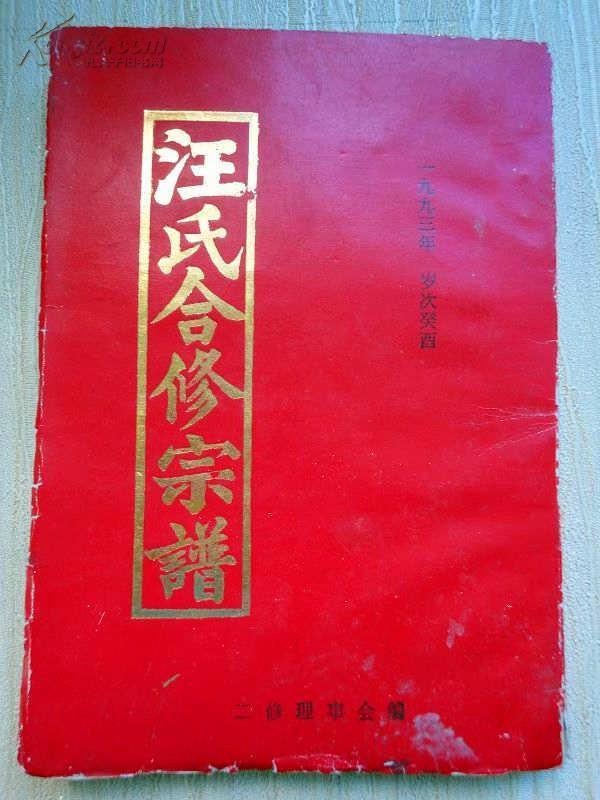 汪氏合修宗譜
一九九三年 岁次癸酉
二修理事会编